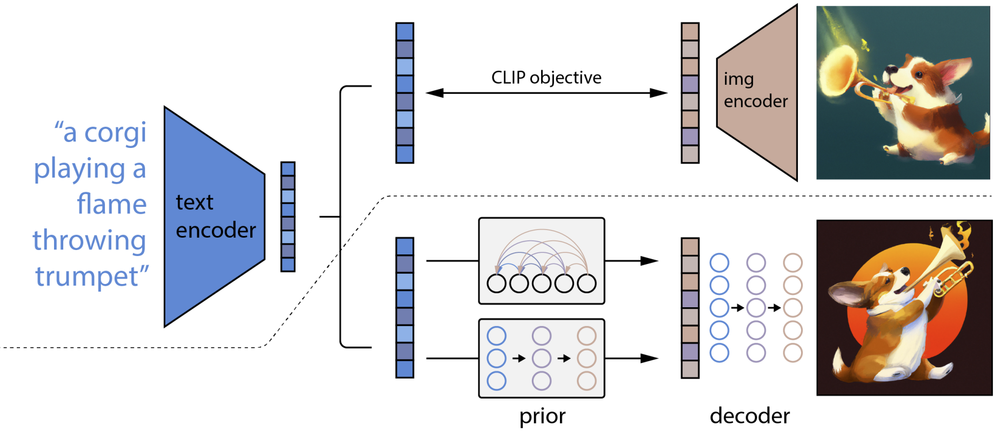 “a corgi
playing a
flame
throwing
trumpet”
text
encoder
CLIP objective
img
encoder
prior
decoder